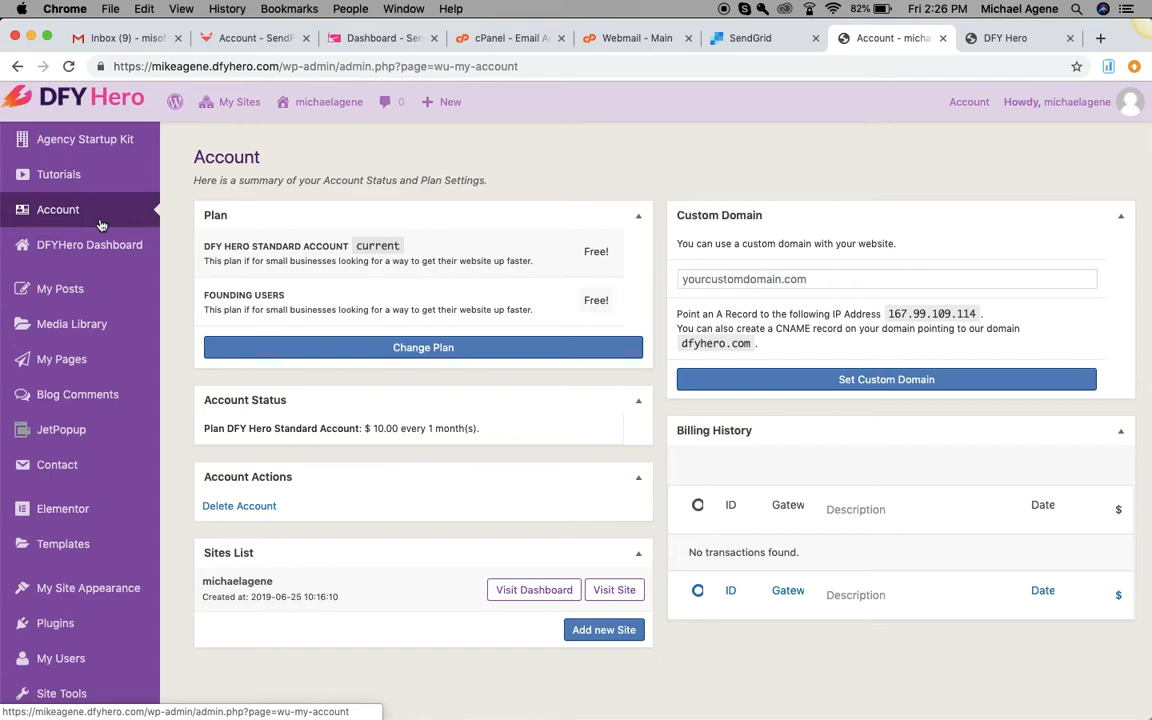 Chrome File Edit View History Bookmarks People Window Help 82% Fri 2:26 PM Michael Agene
Inbox (9) - misof Account - SendF Dashboard - Sen cPanel - Email A Webmail - Main SendGrid Account - micha DFY Hero
https://mikeagene.dfyhero.com/wp-admin/admin.php?page=wu-my-account
DFY Hero My Sites michaelagene 0 New Account Howdy, michaelagene
Agency Startup Kit
Tutorials
Account
DFYHero Dashboard
My Posts
Media Library
My Pages
Blog Comments
JetPopup
Contact
Elementor
Templates
My Site Appearance
Plugins
My Users
Site Tools
Account
Here is a summary of your Account Status and Plan Settings.
Plan
DFY HERO STANDARD ACCOUNT current
This plan if for small businesses looking for a way to get their website up faster.
Free!
FOUNDING USERS
This plan if for small businesses looking for a way to get their website up faster.
Free!
Change Plan
Account Status
Plan DFY Hero Standard Account: $ 10.00 every 1 month(s).
Account Actions
Delete Account
Sites List
michaelagene
Created at: 2019-06-25 10:16:10
Visit Dashboard Visit Site
Add new Site
Custom Domain
You can use a custom domain with your website.
yourcustomdomain.com
Point an A Record to the following IP Address 167.99.109.114 .
You can also create a CNAME record on your domain pointing to our domain
dfyhero.com .
Set Custom Domain
Billing History
ID Gatew Description Date $
No transactions found.
ID Gatew Description Date $
https://mikeagene.dfyhero.com/wp-admin/admin.php?page=wu-my-account